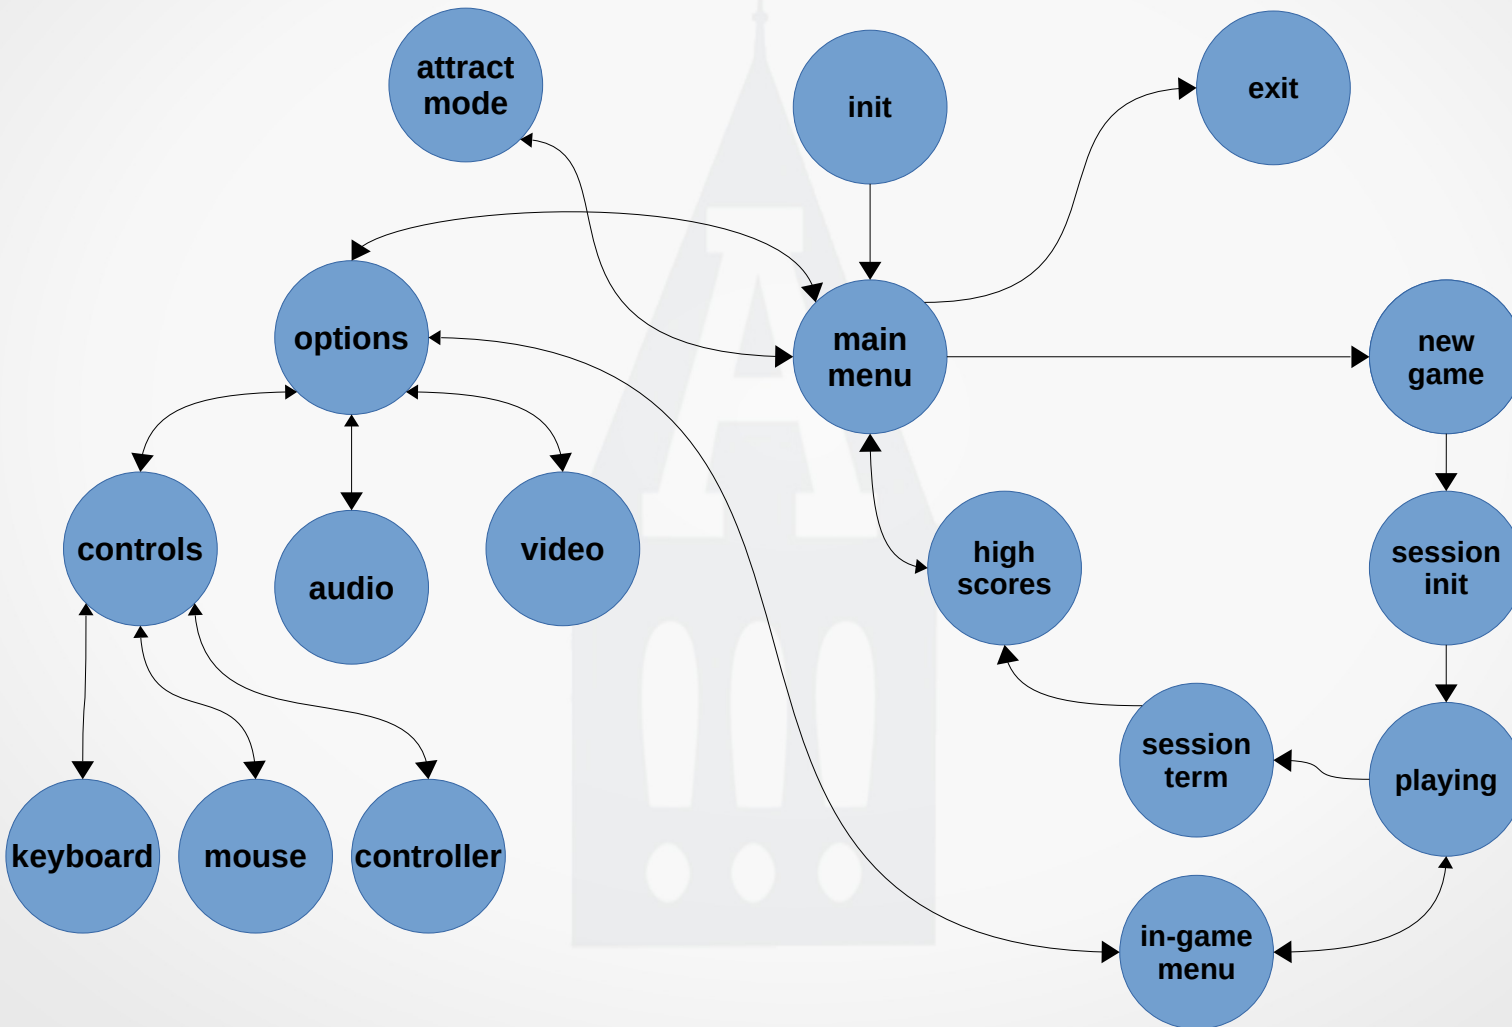 attract
mode
init
exit
options
main
menu
new
game
controls
audio
video
high
scores
session
init
session
term
playing
keyboard
mouse
controller
in-game
menu